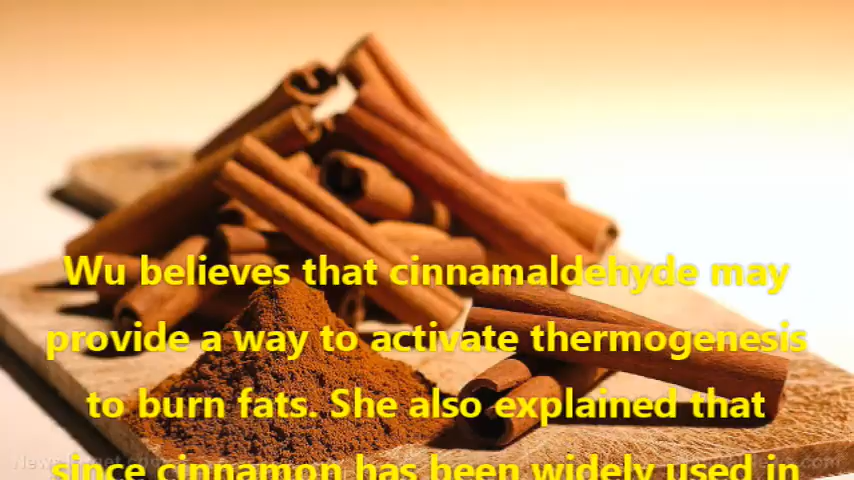 Wu believes that cinnamaldehyde may
provide a way to activate thermogenesis
to burn fats. She also explained that
since cinnamon has been widely used in